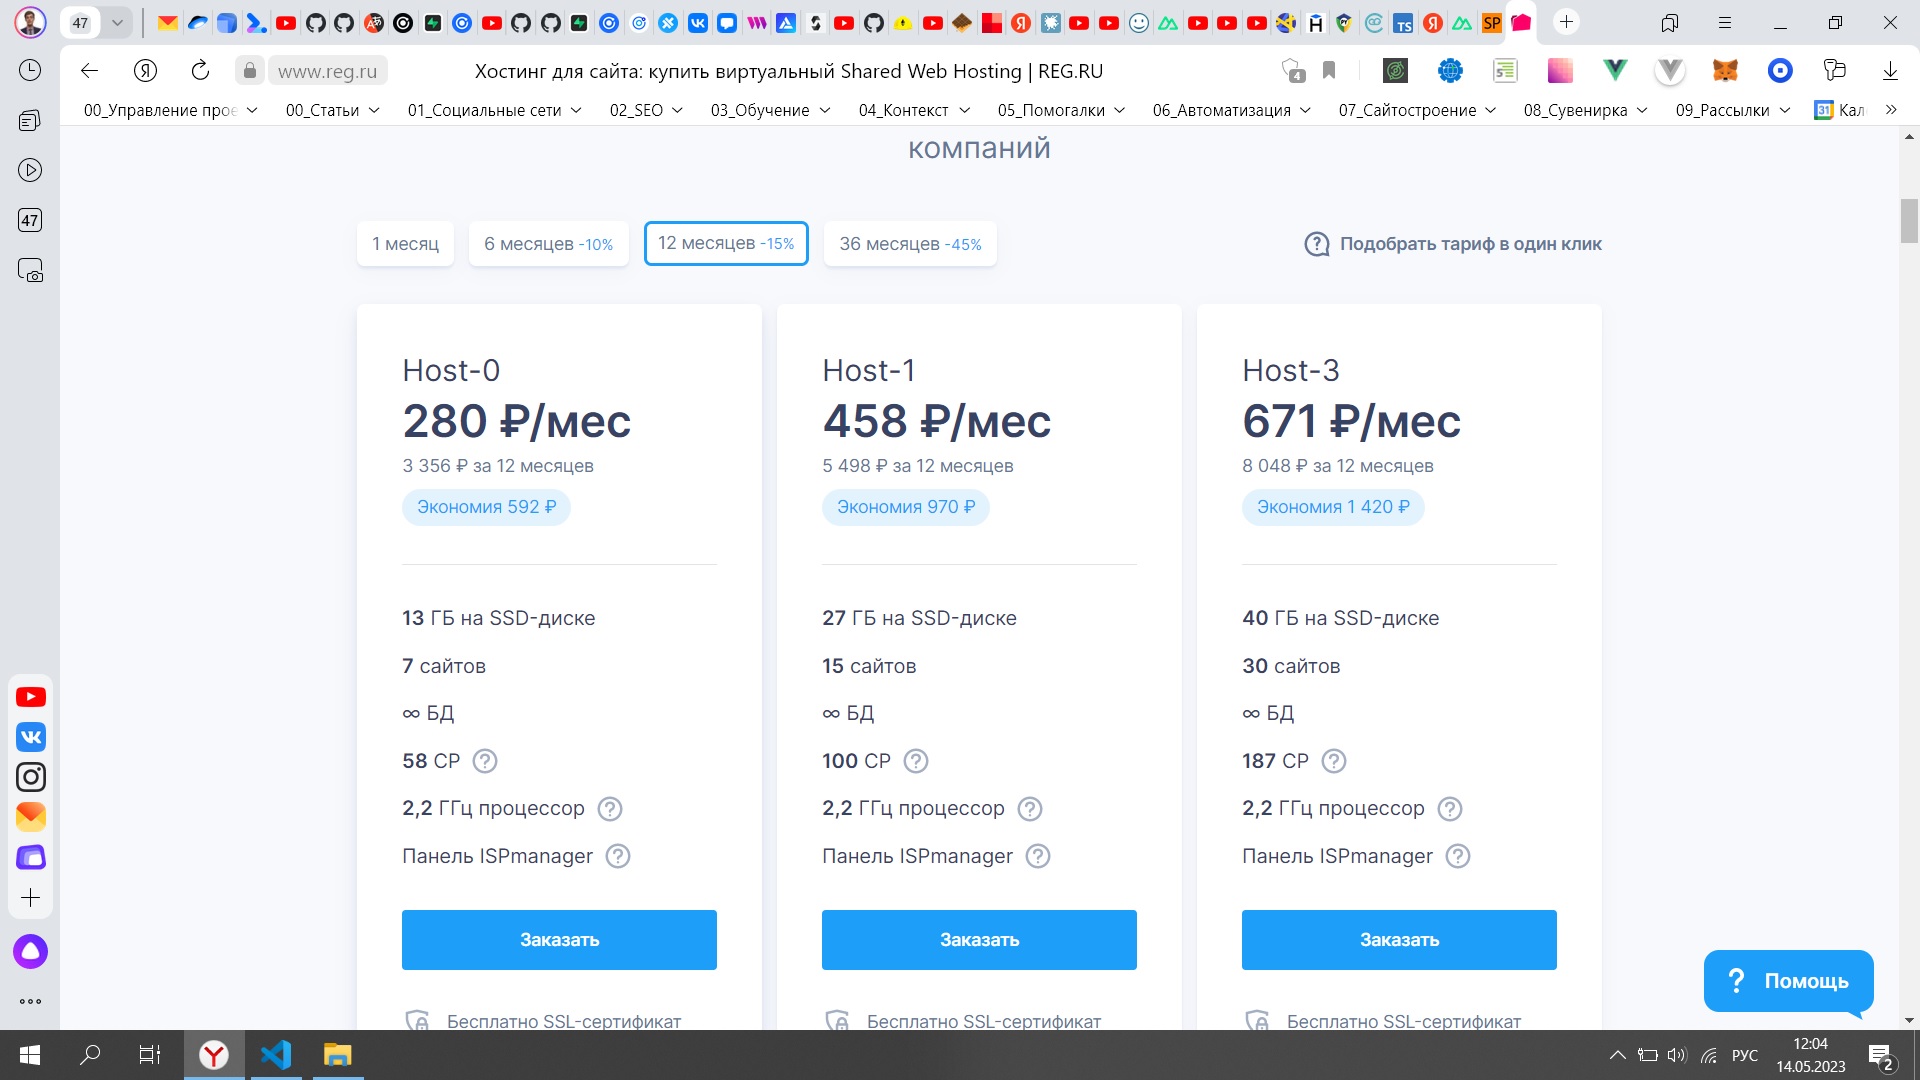 47
www.reg.ru
Хостинг для сайта: купить виртуальный Shared Web Hosting | REG.RU
4
00_Управление прое
00_Статьи
01_Социальные сети
02_SEO
03_Обучение
04_Контекст
05_Помогалки
06_Автоматизация
07_Сайтостроение
08_Сувенирка
09_Рассылки
31
Кал
47
компаний
1 месяц
6 месяцев -10%
12 месяцев -15%
36 месяцев -45%
Подобрать тариф в один клик
Host-0
280 ₽/мес
3 356 ₽ за 12 месяцев
Экономия 592 ₽
13 ГБ на SSD-диске
7 сайтов
∞ БД
58 CP
2,2 ГГц процессор
Панель ISPmanager
Заказать
Бесплатно SSL-сертификат
Host-1
458 ₽/мес
5 498 ₽ за 12 месяцев
Экономия 970 ₽
27 ГБ на SSD-диске
15 сайтов
∞ БД
100 CP
2,2 ГГц процессор
Панель ISPmanager
Заказать
Бесплатно SSL-сертификат
Host-3
671 ₽/мес
8 048 ₽ за 12 месяцев
Экономия 1 420 ₽
40 ГБ на SSD-диске
30 сайтов
∞ БД
187 CP
2,2 ГГц процессор
Панель ISPmanager
Заказать
Бесплатно SSL-сертификат
? Помощь
РУС
12:04
14.05.2023
2